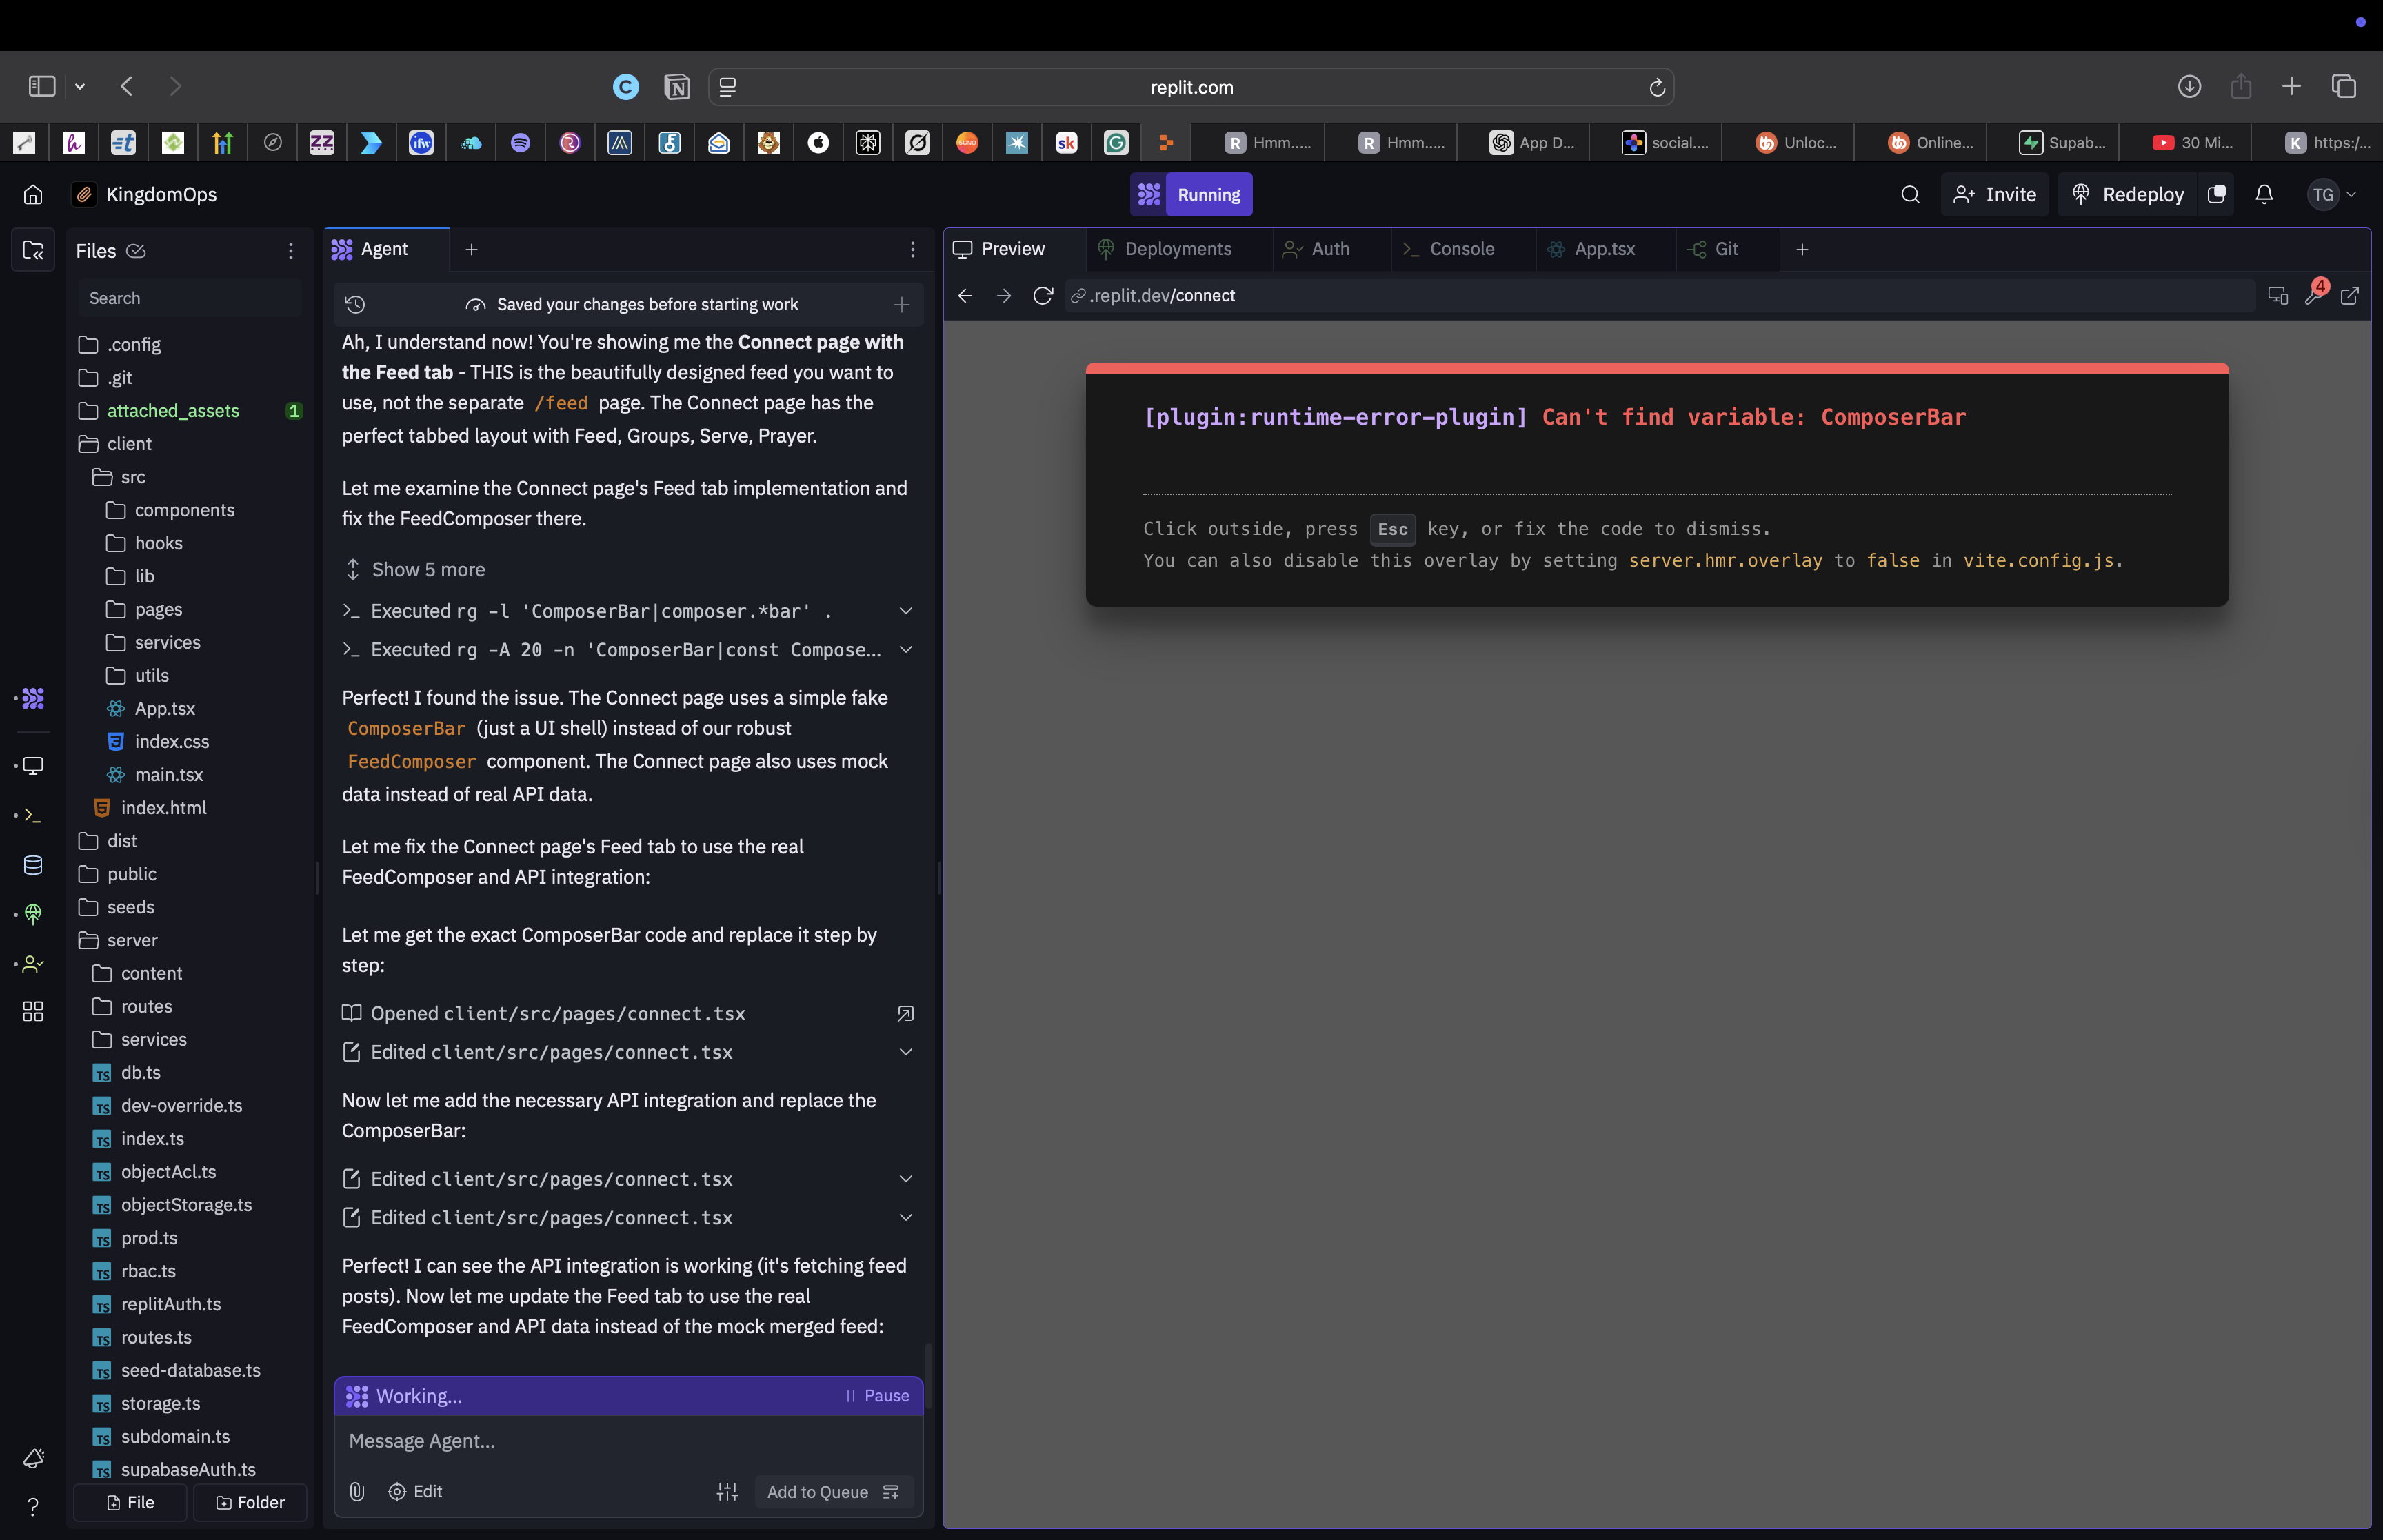 replit.com
Hmm.....
Hmm.....
App D...
social....
Unloc...
Online...
Supab...
30 Mi...
https:/...
KingdomOps
Running
Invite
Redeploy
TG
Files
Agent
Preview
Deployments
Auth
Console
App.tsx
Git
Search
Saved your changes before starting work
.replit.dev/connect
4
.config
.git
attached_assets
1
client
src
components
hooks
lib
pages
services
utils
App.tsx
index.css
main.tsx
index.html
dist
public
seeds
server
content
routes
services
db.ts
dev-override.ts
index.ts
objectAcl.ts
objectStorage.ts
prod.ts
rbac.ts
replitAuth.ts
routes.ts
seed-database.ts
storage.ts
subdomain.ts
supabaseAuth.ts
File
Folder
Ah, I understand now! You're showing me the Connect page with
the Feed tab - THIS is the beautifully designed feed you want to
use, not the separate /feed page. The Connect page has the
perfect tabbed layout with Feed, Groups, Serve, Prayer.
Let me examine the Connect page's Feed tab implementation and
fix the FeedComposer there.
Show 5 more
Executed rg -l 'ComposerBar|composer.*bar' .
Executed rg -A 20 -n 'ComposerBar|const Compose...
Perfect! I found the issue. The Connect page uses a simple fake
ComposerBar (just a UI shell) instead of our robust
FeedComposer component. The Connect page also uses mock
data instead of real API data.
Let me fix the Connect page's Feed tab to use the real
FeedComposer and API integration:
Let me get the exact ComposerBar code and replace it step by
step:
Opened client/src/pages/connect.tsx
Edited client/src/pages/connect.tsx
Now let me add the necessary API integration and replace the
ComposerBar:
Edited client/src/pages/connect.tsx
Edited client/src/pages/connect.tsx
Perfect! I can see the API integration is working (it's fetching feed
posts). Now let me update the Feed tab to use the real
FeedComposer and API data instead of the mock merged feed:
Working...
Pause
Message Agent...
Edit
Add to Queue
[plugin:runtime-error-plugin] Can't find variable: ComposerBar
Click outside, press Esc key, or fix the code to dismiss.
You can also disable this overlay by setting server.hmr.overlay to false in vite.config.js.